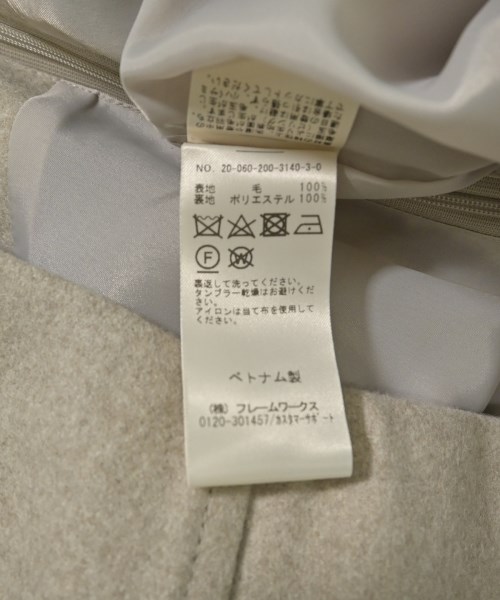 NO. 20-060-200-3140-3-0
表地 毛 100%
裏地 ポリエステル 100%
裏返して洗ってください。
タンブラー乾燥はお避けくだ
さい。
アイロンは当て布を使用して
ください。
ベトナム製
(株) フレームワークス
0120-301457/カスタマーサポート